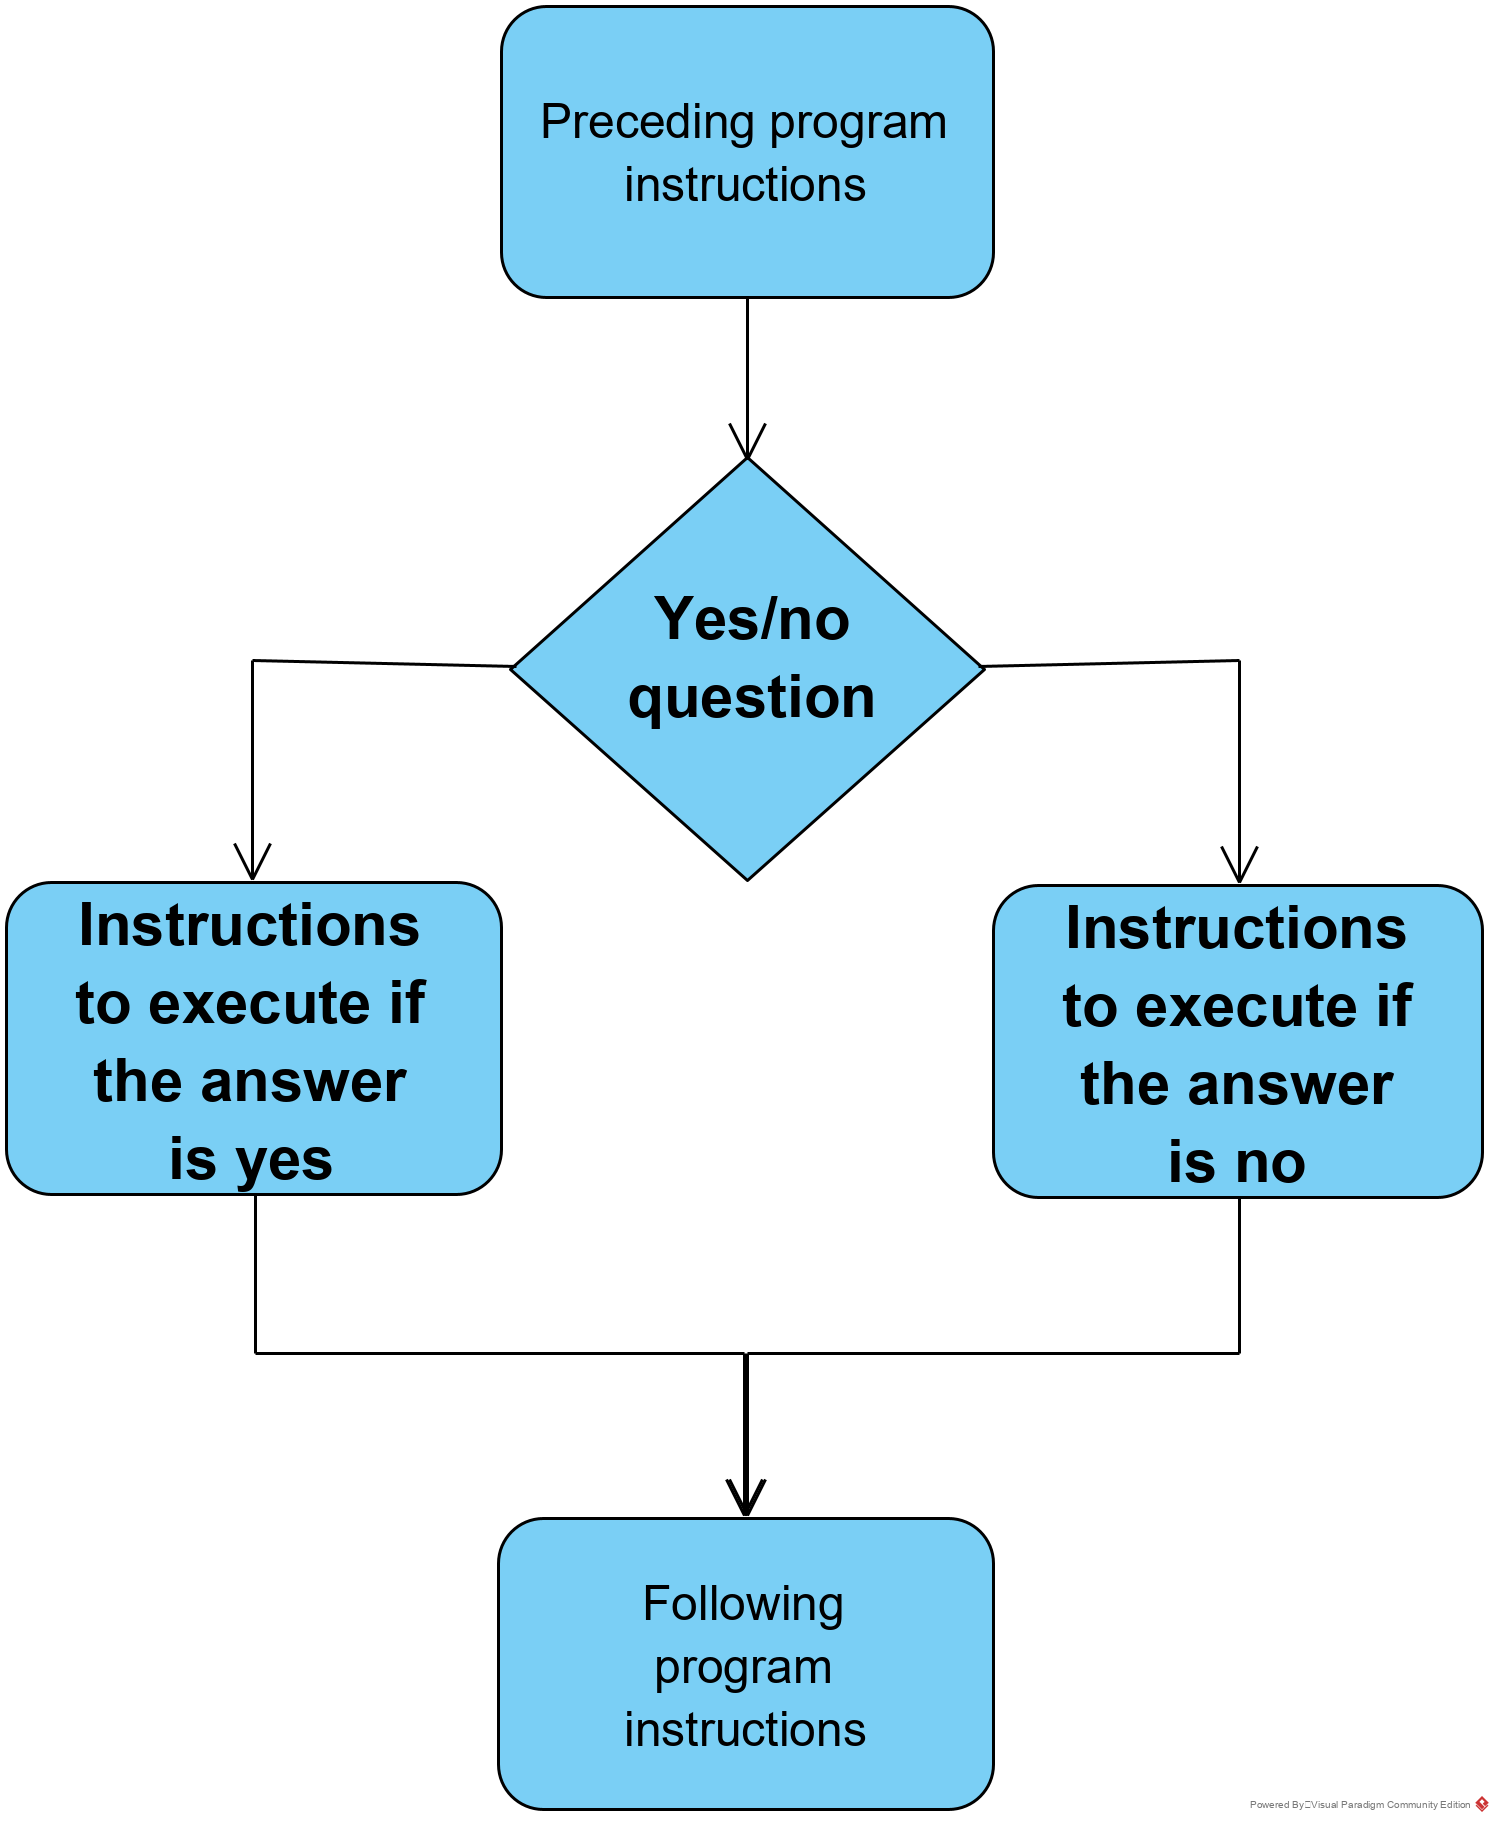 Preceding program
instructions
Yes/no
question
Instructions
to execute if
the answer
is yes
Instructions
to execute if
the answer
is no
Following
program
instructions
Powered By Visual Paradigm Community Edition